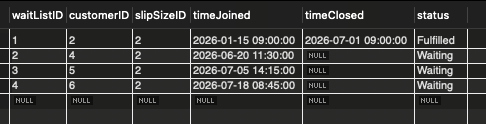 waitListID customerID slipSizeID timeJoined timeClosed status
1 2 2 2026-01-15 09:00:00 2026-07-01 09:00:00 Fulfilled
2 4 2 2026-06-20 11:30:00 NULL Waiting
3 5 2 2026-07-05 14:15:00 NULL Waiting
4 6 2 2026-07-18 08:45:00 NULL Waiting
NULL NULL NULL NULL NULL NULL